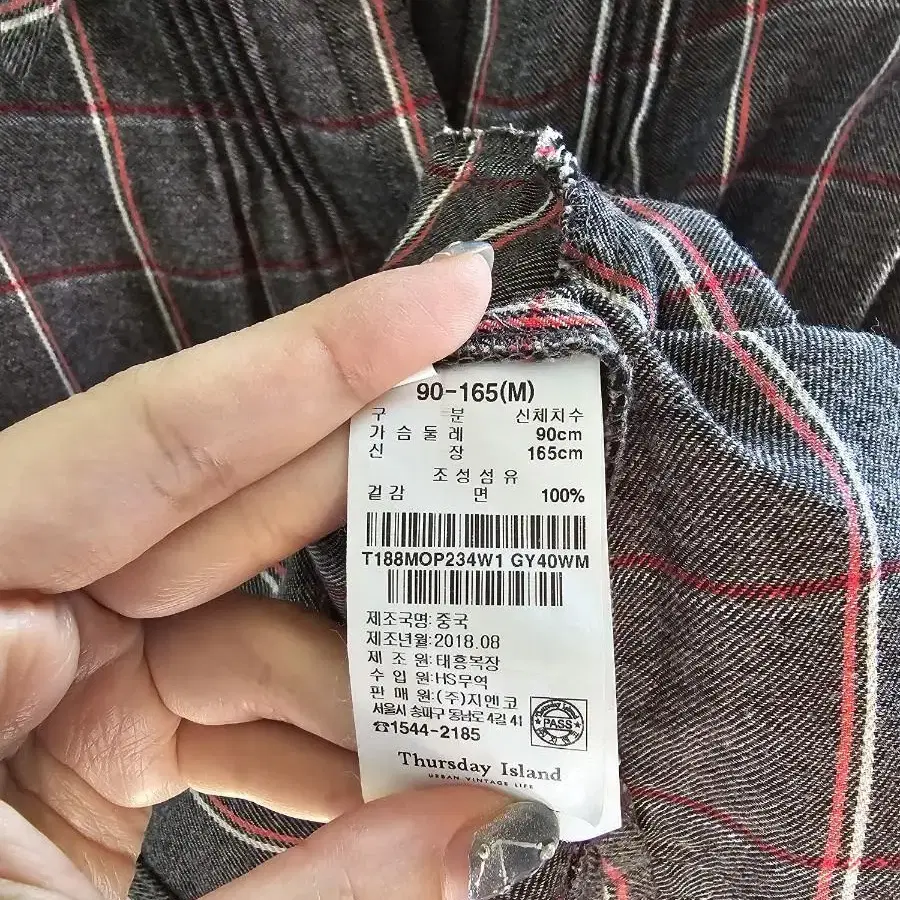 90-165(M)
구 분 신체치수
가슴둘레 90cm
신 장 165cm
조성섬유
겉감 면 100%
T188MOP234W1 GY40WM
제조국명:중국
제조년월:2018.08
제 조 원:태흥복장
수 입 원:HS무역
판 매 원:(주)지엔코
서울시 송파구 동남로 4길 41
☎1544-2185
PASS
Thursday Island
URBAN VINTAGE LIFE